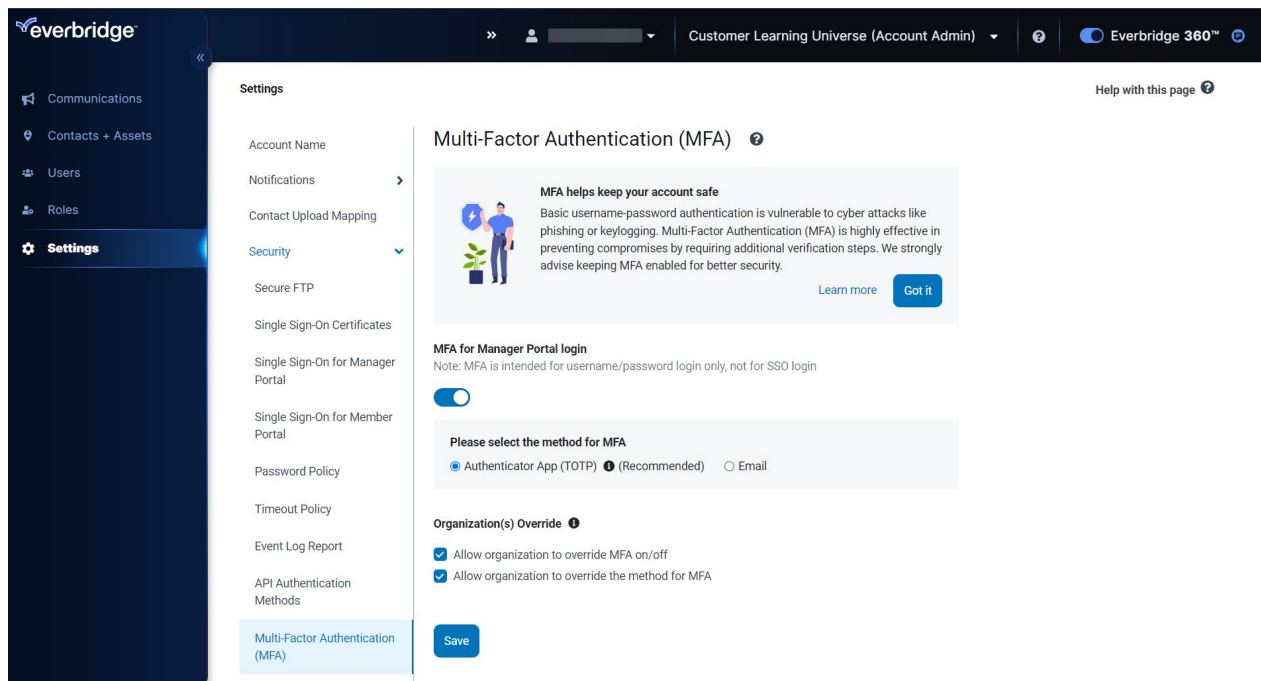 everbridge™
Customer Learning Universe (Account Admin)
Everbridge 360™
Communications
Contacts + Assets
Users
Roles
Settings
Settings
Help with this page
Account Name
Notifications
Contact Upload Mapping
Security
Secure FTP
Single Sign-On Certificates
Single Sign-On for Manager
Portal
Single Sign-On for Member
Portal
Password Policy
Timeout Policy
Event Log Report
API Authentication
Methods
Multi-Factor Authentication
(MFA)
Multi-Factor Authentication (MFA)
MFA helps keep your account safe
Basic username-password authentication is vulnerable to cyber attacks like
phishing or keylogging. Multi-Factor Authentication (MFA) is highly effective in
preventing compromises by requiring additional verification steps. We strongly
advise keeping MFA enabled for better security.
Learn more
Got it
MFA for Manager Portal login
Note: MFA is intended for username/password login only, not for SSO login
Please select the method for MFA
Authenticator App (TOTP) (Recommended) Email
Organization(s) Override
Allow organization to override MFA on/off
Allow organization to override the method for MFA
Save